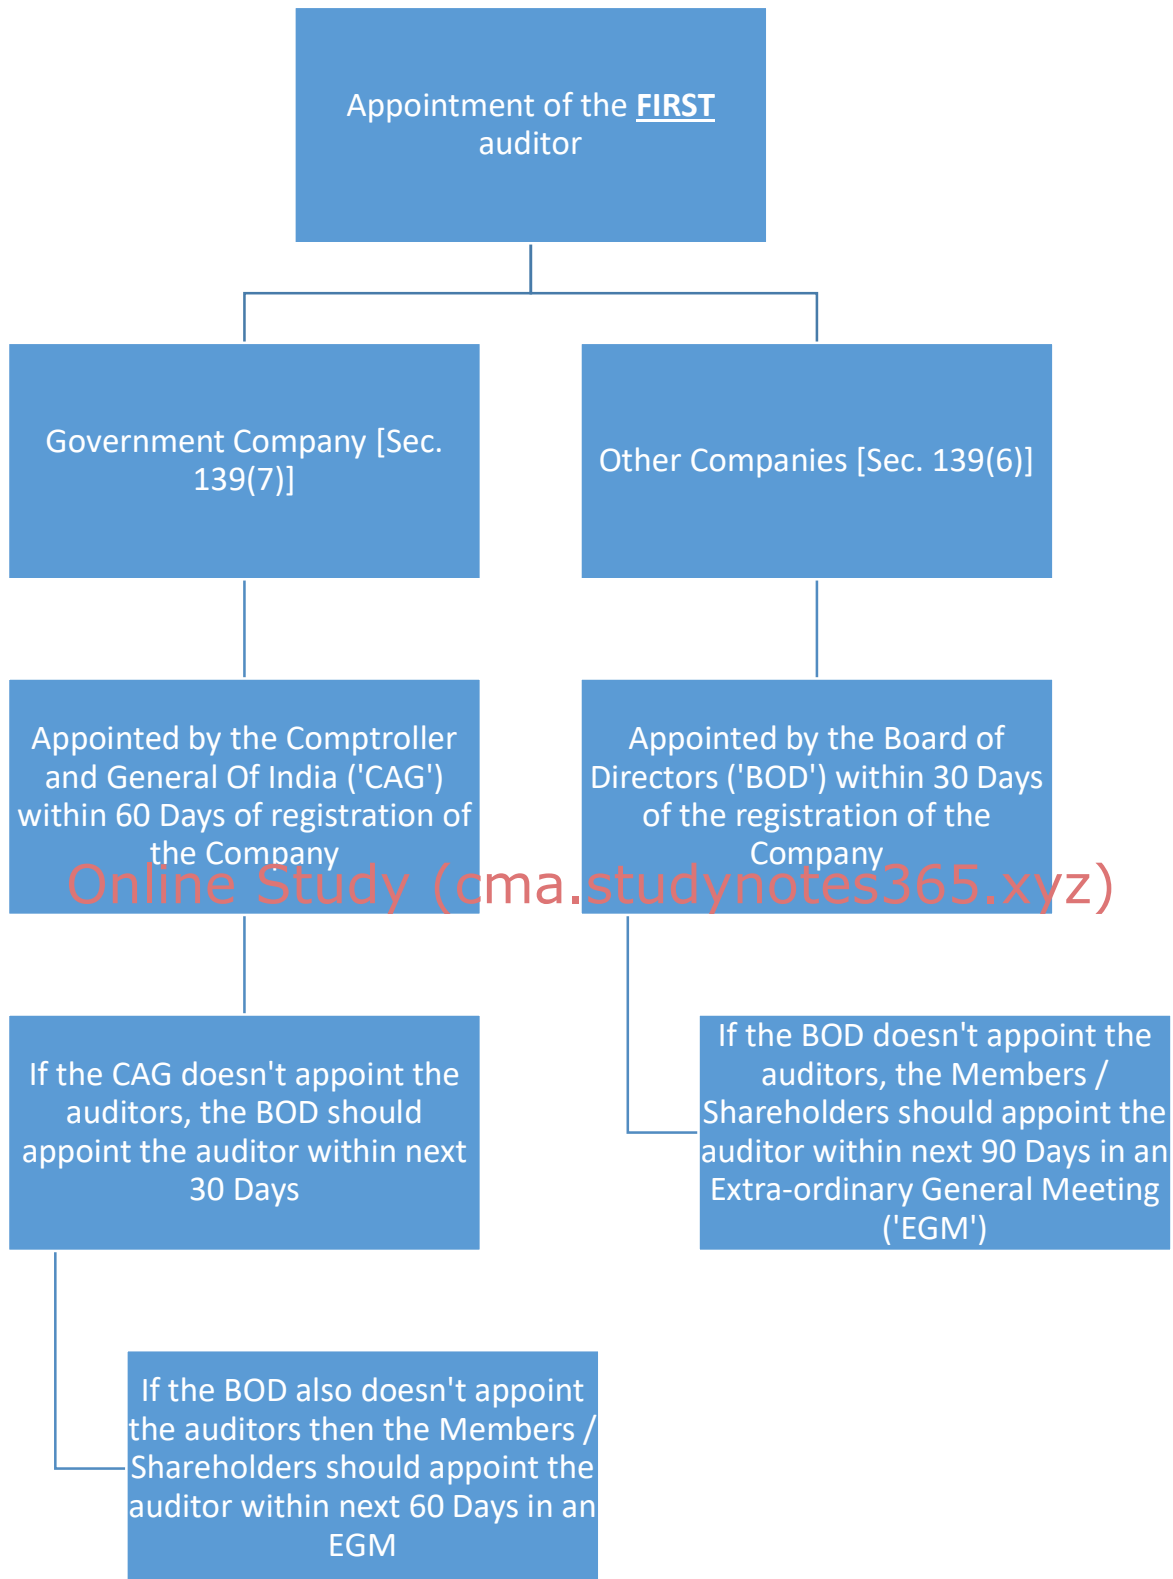 Appointment of the FIRST
auditor
Government Company [Sec.
139(7)]
Other Companies [Sec. 139(6)]
Appointed by the Comptroller
and General Of India ('CAG')
within 60 Days of registration of
the Company
Appointed by the Board of
Directors ('BOD') within 30 Days
of the registration of the
Company
Online Study (cma.studynotes365.xyz)
If the CAG doesn't appoint the
auditors, the BOD should
appoint the auditor within next
30 Days
If the BOD doesn't appoint the
auditors, the Members /
Shareholders should appoint the
auditor within next 90 Days in an
Extra-ordinary General Meeting
('EGM')
If the BOD also doesn't appoint
the auditors then the Members /
Shareholders should appoint the
auditor within next 60 Days in an
EGM